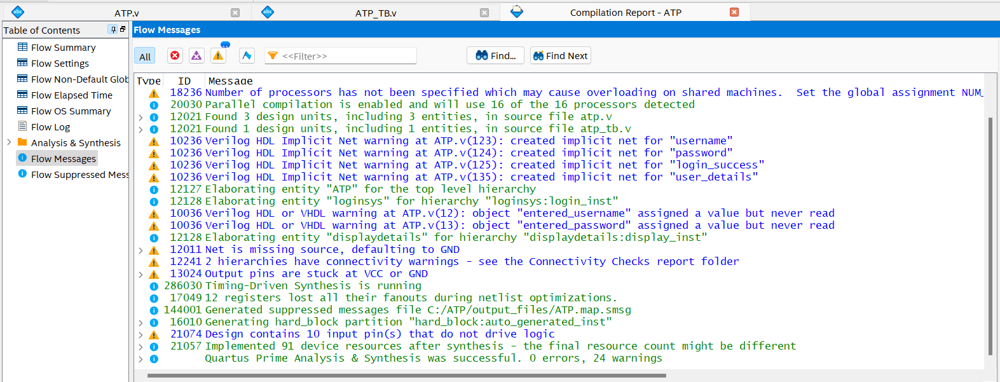 ATP.v
ATP_TB.v
Compilation Report - ATP
Table of Contents
Flow Summary
Flow Settings
Flow Non-Default Glob
Flow Elapsed Time
Flow OS Summary
Flow Log
Analysis & Synthesis
Flow Messages
Flow Suppressed Mess
Flow Messages
All
<<Filter>>
Find...
Find Next
Type ID Message
18236 Number of processors has not been specified which may cause overloading on shared machines.  Set the global assignment NUM_
20030 Parallel compilation is enabled and will use 16 of the 16 processors detected
12021 Found 3 design units, including 3 entities, in source file atp.v
12021 Found 1 design units, including 1 entities, in source file atp_tb.v
10236 Verilog HDL Implicit Net warning at ATP.v(123): created implicit net for "username"
10236 Verilog HDL Implicit Net warning at ATP.v(124): created implicit net for "password"
10236 Verilog HDL Implicit Net warning at ATP.v(125): created implicit net for "login_success"
10236 Verilog HDL Implicit Net warning at ATP.v(135): created implicit net for "user_details"
12127 Elaborating entity "ATP" for the top level hierarchy
12128 Elaborating entity "loginsys" for hierarchy "loginsys:login_inst"
10036 Verilog HDL or VHDL warning at ATP.v(12): object "entered_username" assigned a value but never read
10036 Verilog HDL or VHDL warning at ATP.v(13): object "entered_password" assigned a value but never read
12128 Elaborating entity "displaydetails" for hierarchy "displaydetails:display_inst"
12011 Net is missing source, defaulting to GND
12241 2 hierarchies have connectivity warnings - see the Connectivity Checks report folder
13024 Output pins are stuck at VCC or GND
286030 Timing-Driven Synthesis is running
17049 12 registers lost all their fanouts during netlist optimizations.
144001 Generated suppressed messages file C:/ATP/output_files/ATP.map.smsg
16010 Generating hard_block partition "hard_block:auto_generated_inst"
21074 Design contains 10 input pin(s) that do not drive logic
21057 Implemented 91 device resources after synthesis - the final resource count might be different
Quartus Prime Analysis & Synthesis was successful. 0 errors, 24 warnings